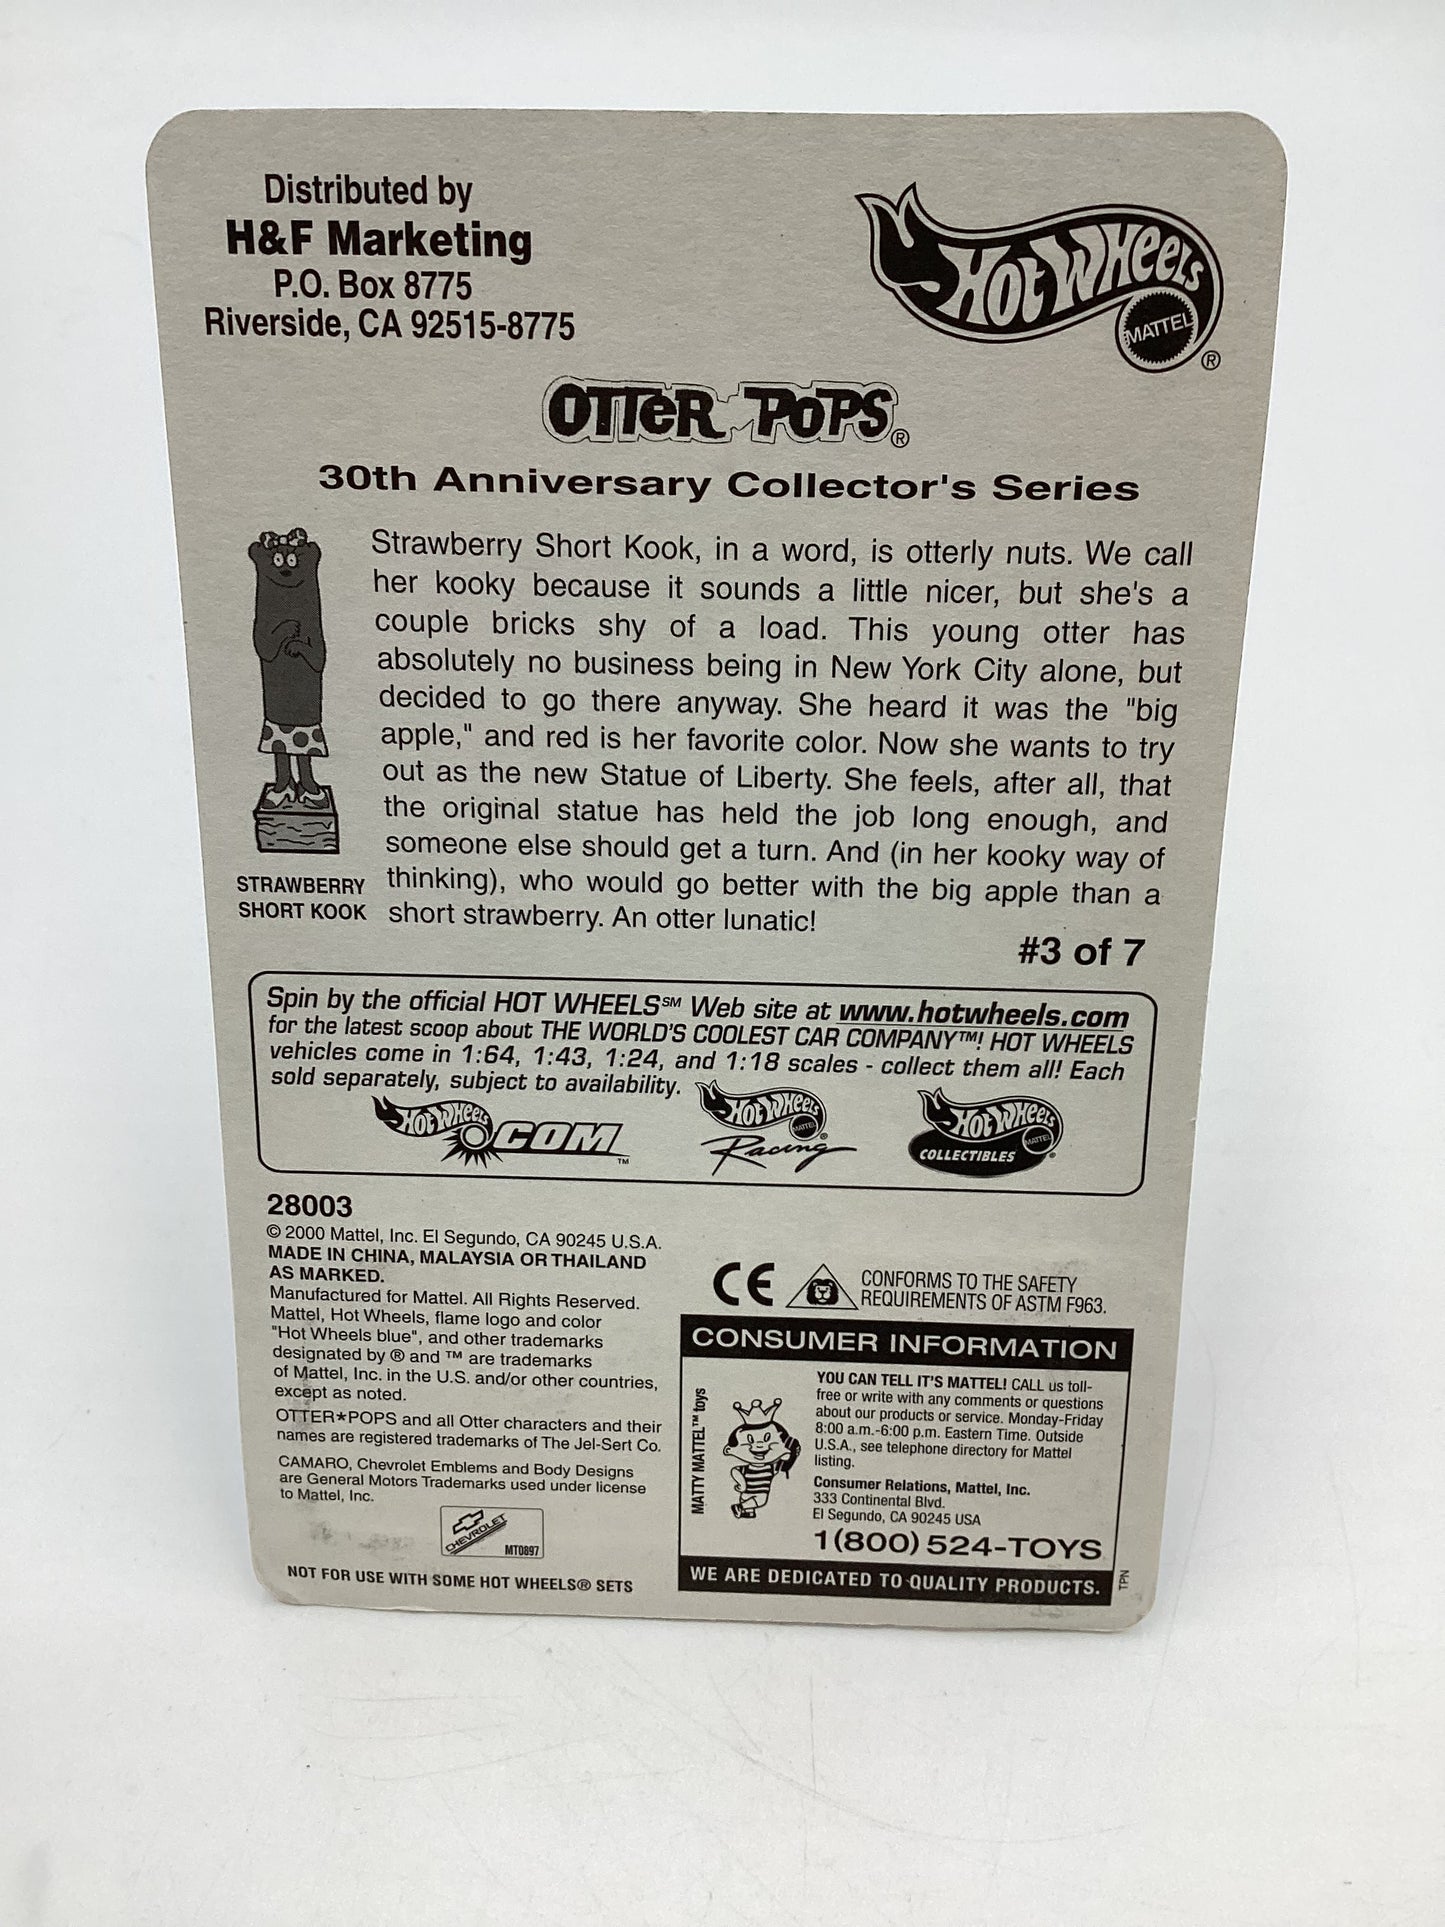 Distributed by
H&F Marketing
P.O. Box 8775
Riverside, CA 92515-8775
HOT WHEELS
MATTEL
®
OTTER POPS®
30th Anniversary Collector's Series
Strawberry Short Kook, in a word, is otterly nuts. We call
her kooky because it sounds a little nicer, but she's a
couple bricks shy of a load. This young otter has
absolutely no business being in New York City alone, but
decided to go there anyway. She heard it was the "big
apple," and red is her favorite color. Now she wants to try
out as the new Statue of Liberty. She feels, after all, that
the original statue has held the job long enough, and
someone else should get a turn. And (in her kooky way of
thinking), who would go better with the big apple than a
short strawberry. An otter lunatic!
STRAWBERRY
SHORT KOOK
#3 of 7
Spin by the official HOT WHEELS℠ Web site at www.hotwheels.com
for the latest scoop about THE WORLD'S COOLEST CAR COMPANY™! HOT WHEELS
vehicles come in 1:64, 1:43, 1:24, and 1:18 scales - collect them all! Each
sold separately, subject to availability.
HOT WHEELS .COM™
HOT WHEELS MATTEL® Racing
HOT WHEELS MATTEL® COLLECTIBLES
28003
© 2000 Mattel, Inc. El Segundo, CA 90245 U.S.A.
MADE IN CHINA, MALAYSIA OR THAILAND
AS MARKED.
Manufactured for Mattel. All Rights Reserved.
Mattel, Hot Wheels, flame logo and color
"Hot Wheels blue", and other trademarks
designated by ® and ™ are trademarks
of Mattel, Inc. in the U.S. and/or other countries,
except as noted.
OTTER★POPS and all Otter characters and their
names are registered trademarks of The Jel-Sert Co.
CAMARO, Chevrolet Emblems and Body Designs
are General Motors Trademarks used under license
to Mattel, Inc.
CHEVROLET
MT0897
NOT FOR USE WITH SOME HOT WHEELS® SETS
CE
CONFORMS TO THE SAFETY
REQUIREMENTS OF ASTM F963.
CONSUMER INFORMATION
MATTY MATTEL™ toys
YOU CAN TELL IT'S MATTEL! CALL us toll-
free or write with any comments or questions
about our products or service. Monday-Friday
8:00 a.m.-6:00 p.m. Eastern Time. Outside
U.S.A., see telephone directory for Mattel
listing.
Consumer Relations, Mattel, Inc.
333 Continental Blvd.
El Segundo, CA 90245 USA
1(800) 524-TOYS
WE ARE DEDICATED TO QUALITY PRODUCTS.
TPN